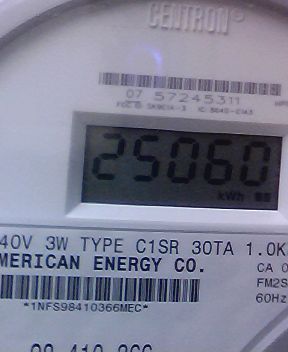 CENTRON®
07 57245311
25060
kWh
40V 3W TYPE C1SR 30TA 1.0K
MERICAN ENERGY CO.
CA 0
FM2S
60Hz
*1NFS98410366MEC*